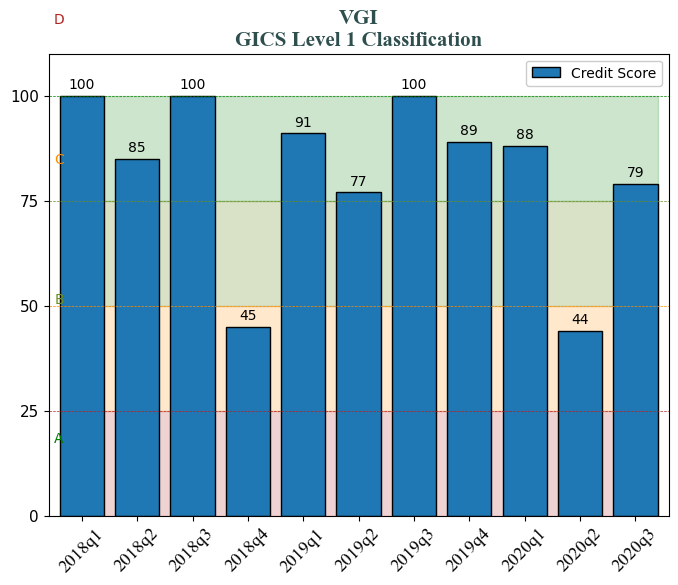 D
VGI
GICS Level 1 Classification
Credit Score
100
85
100
45
91
77
100
89
88
44
79
100
75
50
25
0
C
B
A
2018q1
2018q2
2018q3
2018q4
2019q1
2019q2
2019q3
2019q4
2020q1
2020q2
2020q3